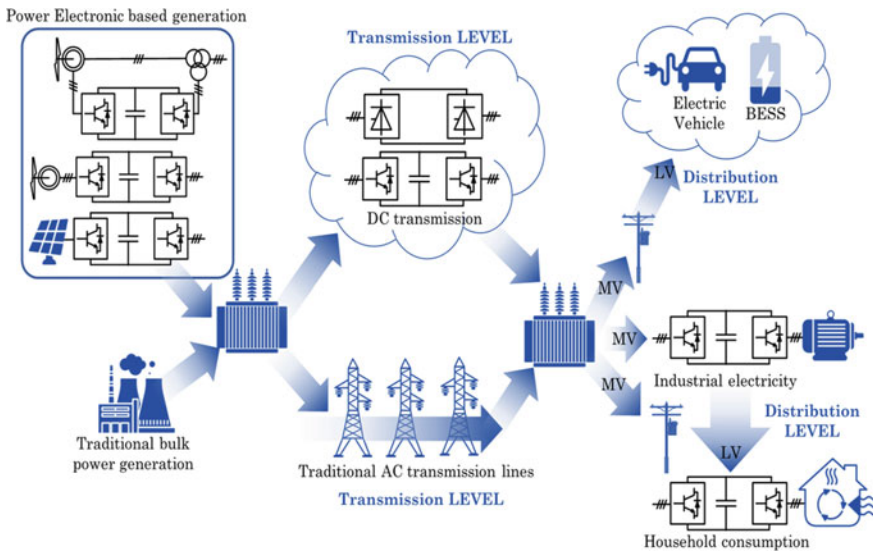 Power Electronic based generation
Transmission LEVEL
DC transmission
Electric
Vehicle
BESS
LV
Distribution
LEVEL
MV
MV
MV
Industrial electricity
Traditional bulk
power generation
Traditional AC transmission lines
Transmission LEVEL
Distribution
LEVEL
LV
Household consumption